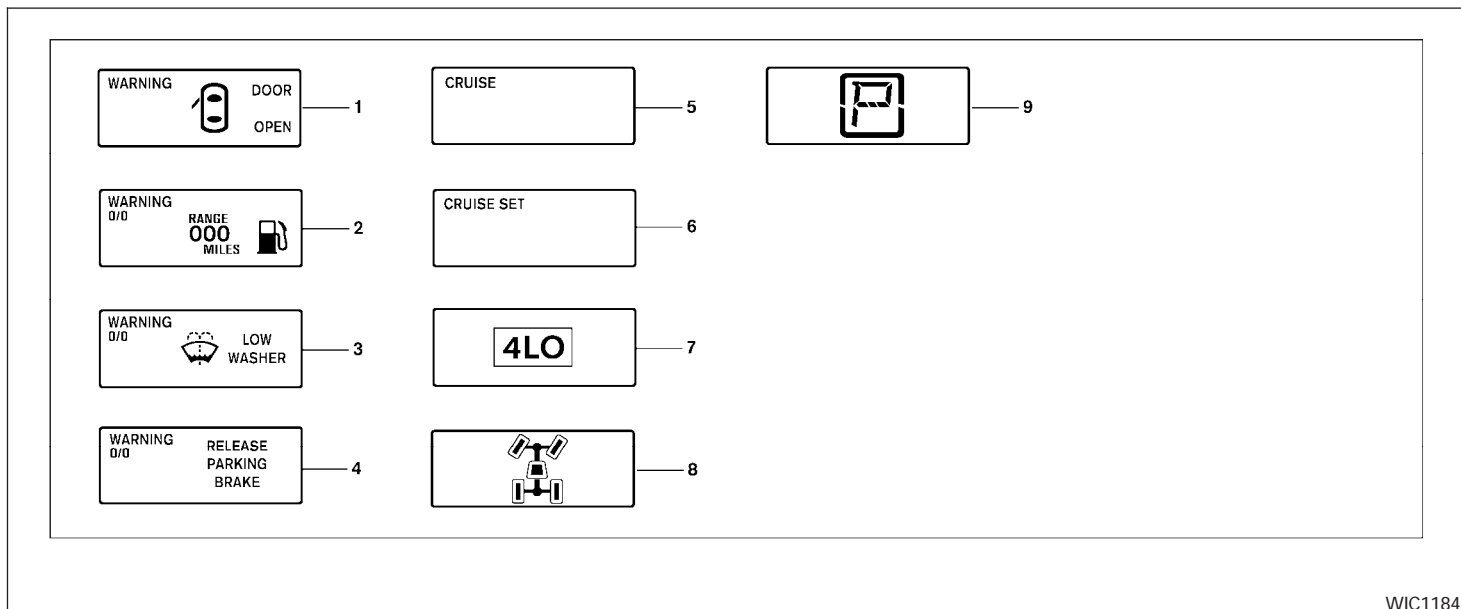 WARNING
DOOR
OPEN
1
WARNING
0/0
RANGE
000
MILES
2
WARNING
0/0
LOW
WASHER
3
WARNING
0/0
RELEASE
PARKING
BRAKE
4
CRUISE
5
CRUISE SET
6
4LO
7
8
P
9
WIC1184